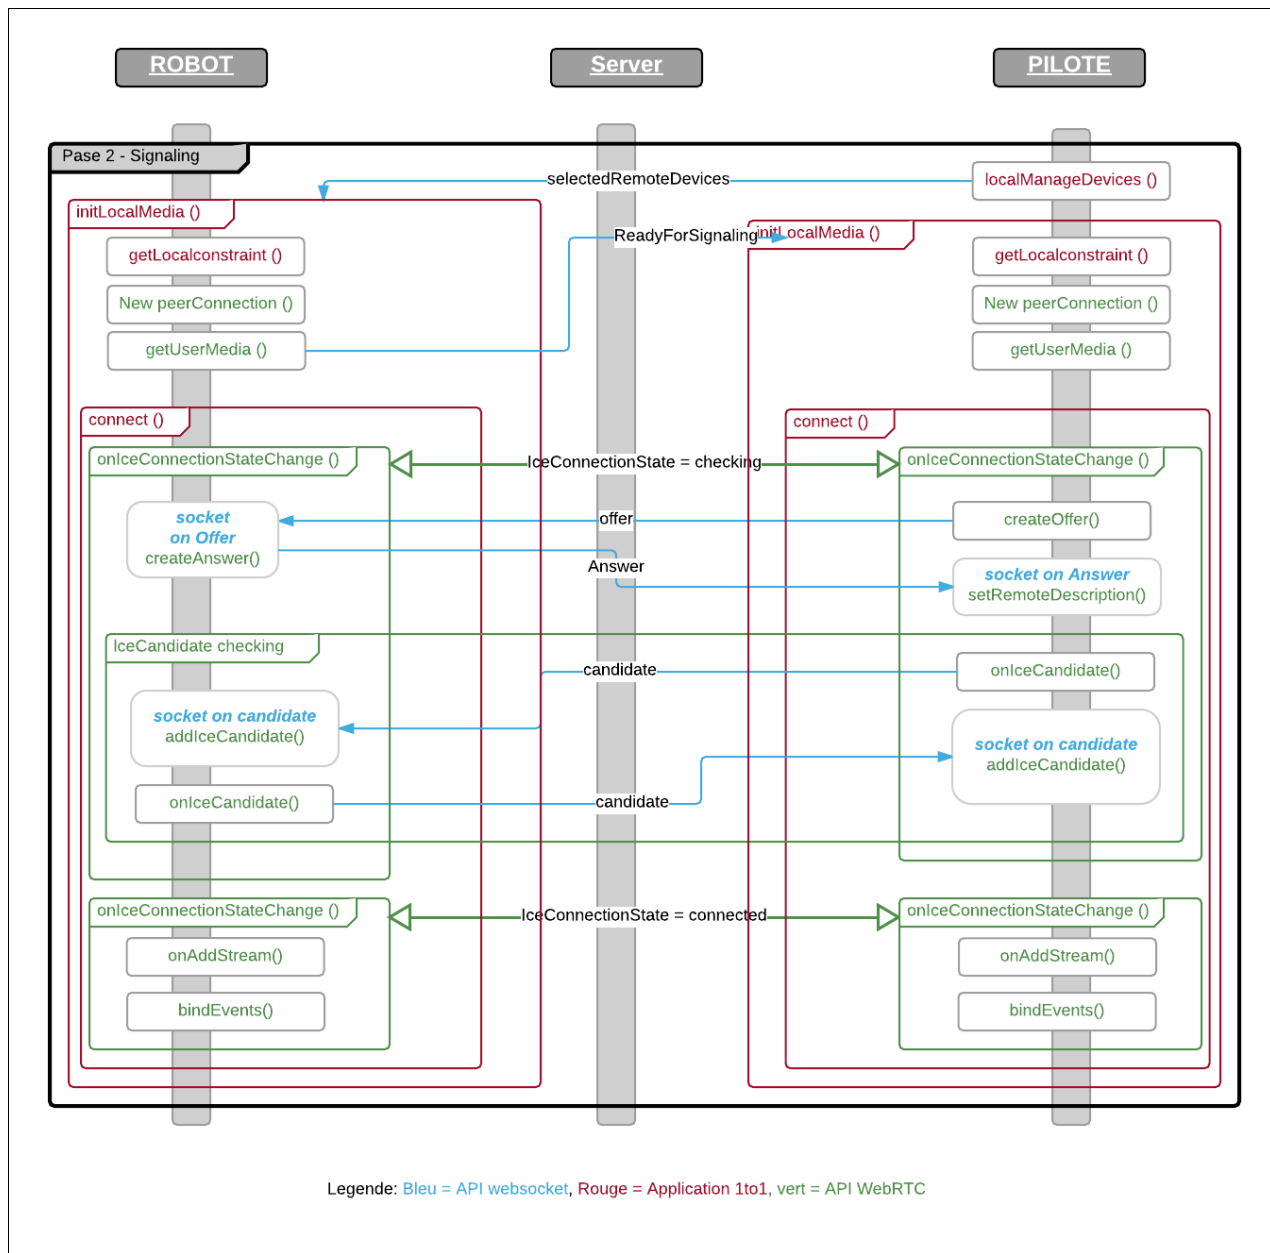 ROBOT
Server
PILOTE
Pase 2 - Signaling
selectedRemoteDevices
localManageDevices ()
initLocalMedia ()
ReadyForSignaling
initLocalMedia ()
getLocalconstraint ()
getLocalconstraint ()
New peerConnection ()
New peerConnection ()
getUserMedia ()
getUserMedia ()
connect ()
connect ()
onIceConnectionStateChange ()
IceConnectionState = checking
onIceConnectionStateChange ()
socket
on Offer
createAnswer()
offer
createOffer()
Answer
socket on Answer
setRemoteDescription()
IceCandidate checking
candidate
onIceCandidate()
socket on candidate
addIceCandidate()
socket on candidate
addIceCandidate()
onIceCandidate()
candidate
onIceConnectionStateChange ()
IceConnectionState = connected
onIceConnectionStateChange ()
onAddStream()
onAddStream()
bindEvents()
bindEvents()
Legende: Bleu = API websocket, Rouge = Application 1to1, vert = API WebRTC